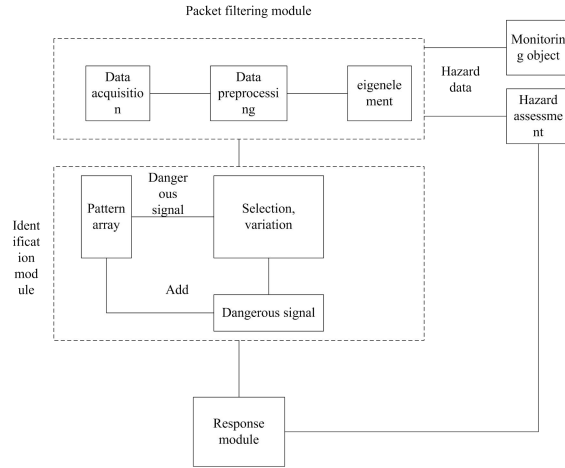 Packet filtering module
Monitorin
g object
Data
acquisitio
n
Data
preprocessi
ng
eigenele
ment
Hazard
data
Hazard
assessme
nt
Ident
ificat
ion
mod
ule
Pattern
array
Danger
ous
signal
Selection,
variation
Add
Dangerous signal
Response
module